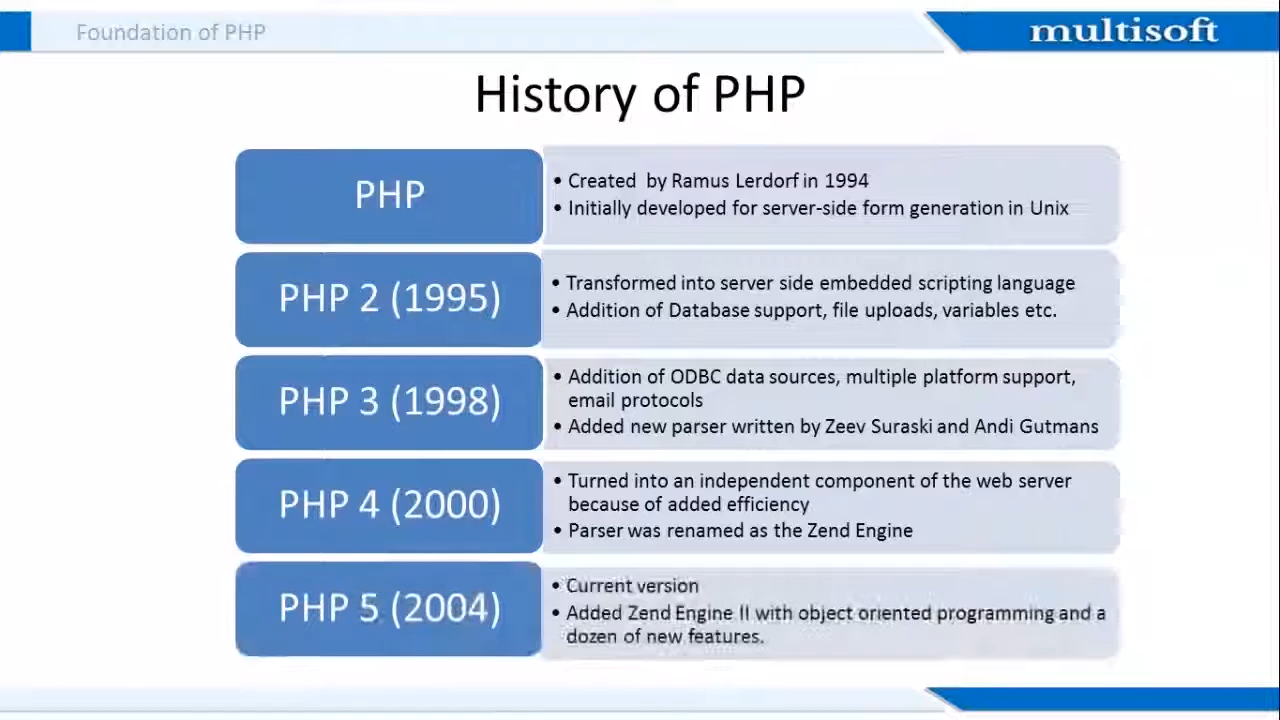 Foundation of PHP
multisoft
History of PHP
PHP
• Created by Ramus Lerdorf in 1994
• Initially developed for server-side form generation in Unix
PHP 2 (1995)
• Transformed into server side embedded scripting language
• Addition of Database support, file uploads, variables etc.
PHP 3 (1998)
• Addition of ODBC data sources, multiple platform support,
email protocols
• Added new parser written by Zeev Suraski and Andi Gutmans
PHP 4 (2000)
• Turned into an independent component of the web server
because of added efficiency
• Parser was renamed as the Zend Engine
PHP 5 (2004)
• Current version
• Added Zend Engine II with object oriented programming and a
dozen of new features.